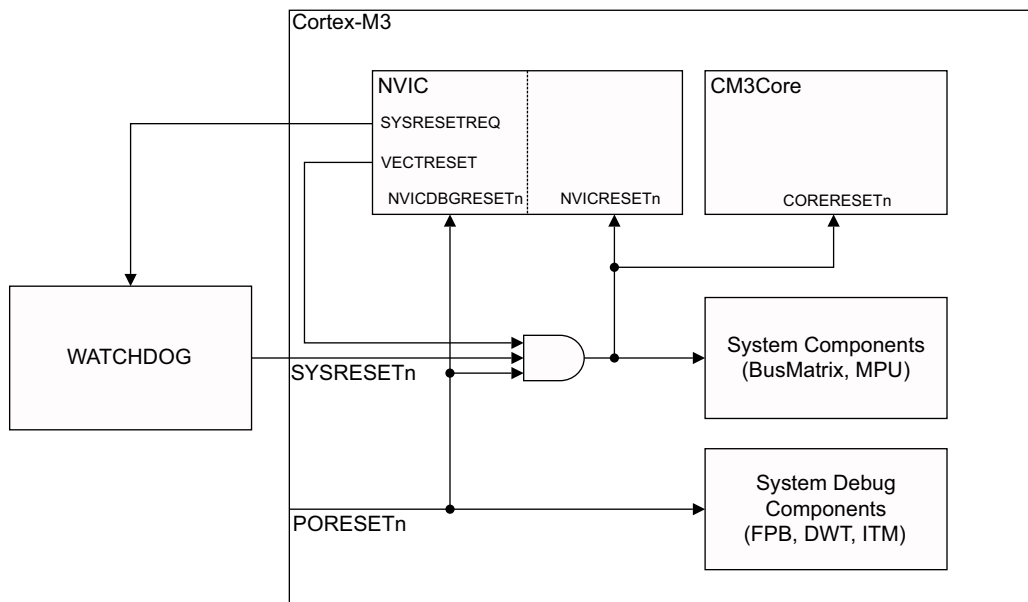 Cortex-M3
NVIC
CM3Core
SYSRESETREQ
VECTRESET
NVICDBGRESETn
NVICRESETn
CORERESETn
WATCHDOG
SYSRESETn
System Components
(BusMatrix, MPU)
System Debug
Components
(FPB, DWT, ITM)
PORESETn